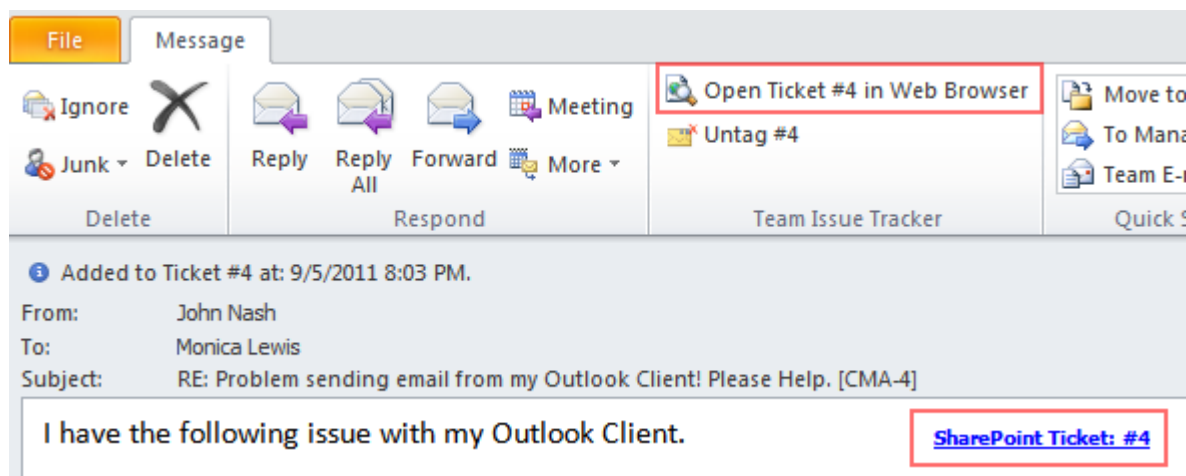 File Message
Ignore
Junk
Delete
Delete
Reply
Reply All
Forward
Meeting
More
Respond
Open Ticket #4 in Web Browser
Untag #4
Team Issue Tracker
Move to
To Mana
Team E-
Quick
Added to Ticket #4 at: 9/5/2011 8:03 PM.
From: John Nash
To: Monica Lewis
Subject: RE: Problem sending email from my Outlook Client! Please Help. [CMA-4]
I have the following issue with my Outlook Client. SharePoint Ticket: #4